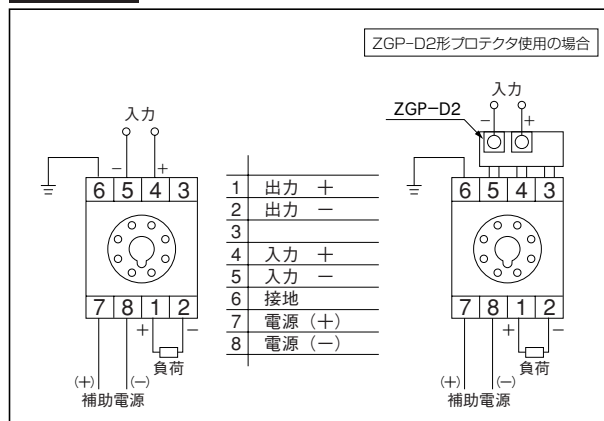 ZGP-D2形プロテクタ使用の場合
入力
- +
6 5 4 3
7 8 1 2
+ -
負荷
(+) (-)
補助電源
1 出力 +
2 出力 -
3
4 入力 +
5 入力 -
6 接地
7 電源 (+)
8 電源 (-)
ZGP-D2
入力
- +
6 5 4 3
7 8 1 2
+ -
負荷
(+) (-)
補助電源